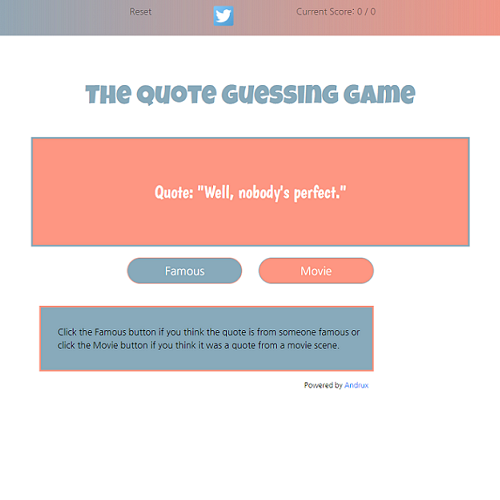 Reset
Current Score: 0 / 0
The Quote Guessing Game
Quote: "Well, nobody's perfect."
Famous
Movie
Click the Famous button if you think the quote is from someone famous or
click the Movie button if you think it was a quote from a movie scene.
Powered by Andrux